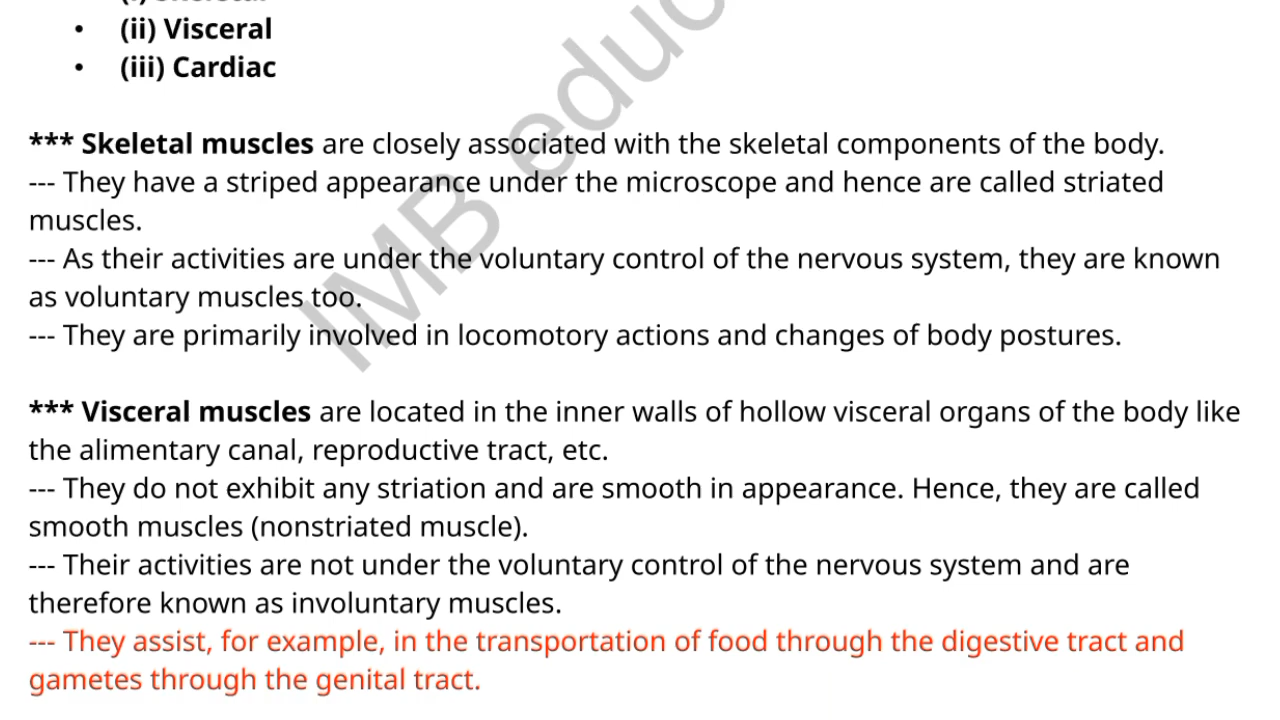 • (ii) Visceral
• (iii) Cardiac
*** Skeletal muscles are closely associated with the skeletal components of the body.
--- They have a striped appearance under the microscope and hence are called striated
muscles.
--- As their activities are under the voluntary control of the nervous system, they are known
as voluntary muscles too.
--- They are primarily involved in locomotory actions and changes of body postures.
*** Visceral muscles are located in the inner walls of hollow visceral organs of the body like
the alimentary canal, reproductive tract, etc.
--- They do not exhibit any striation and are smooth in appearance. Hence, they are called
smooth muscles (nonstriated muscle).
--- Their activities are not under the voluntary control of the nervous system and are
therefore known as involuntary muscles.
--- They assist, for example, in the transportation of food through the digestive tract and
gametes through the genital tract.
IMB educ